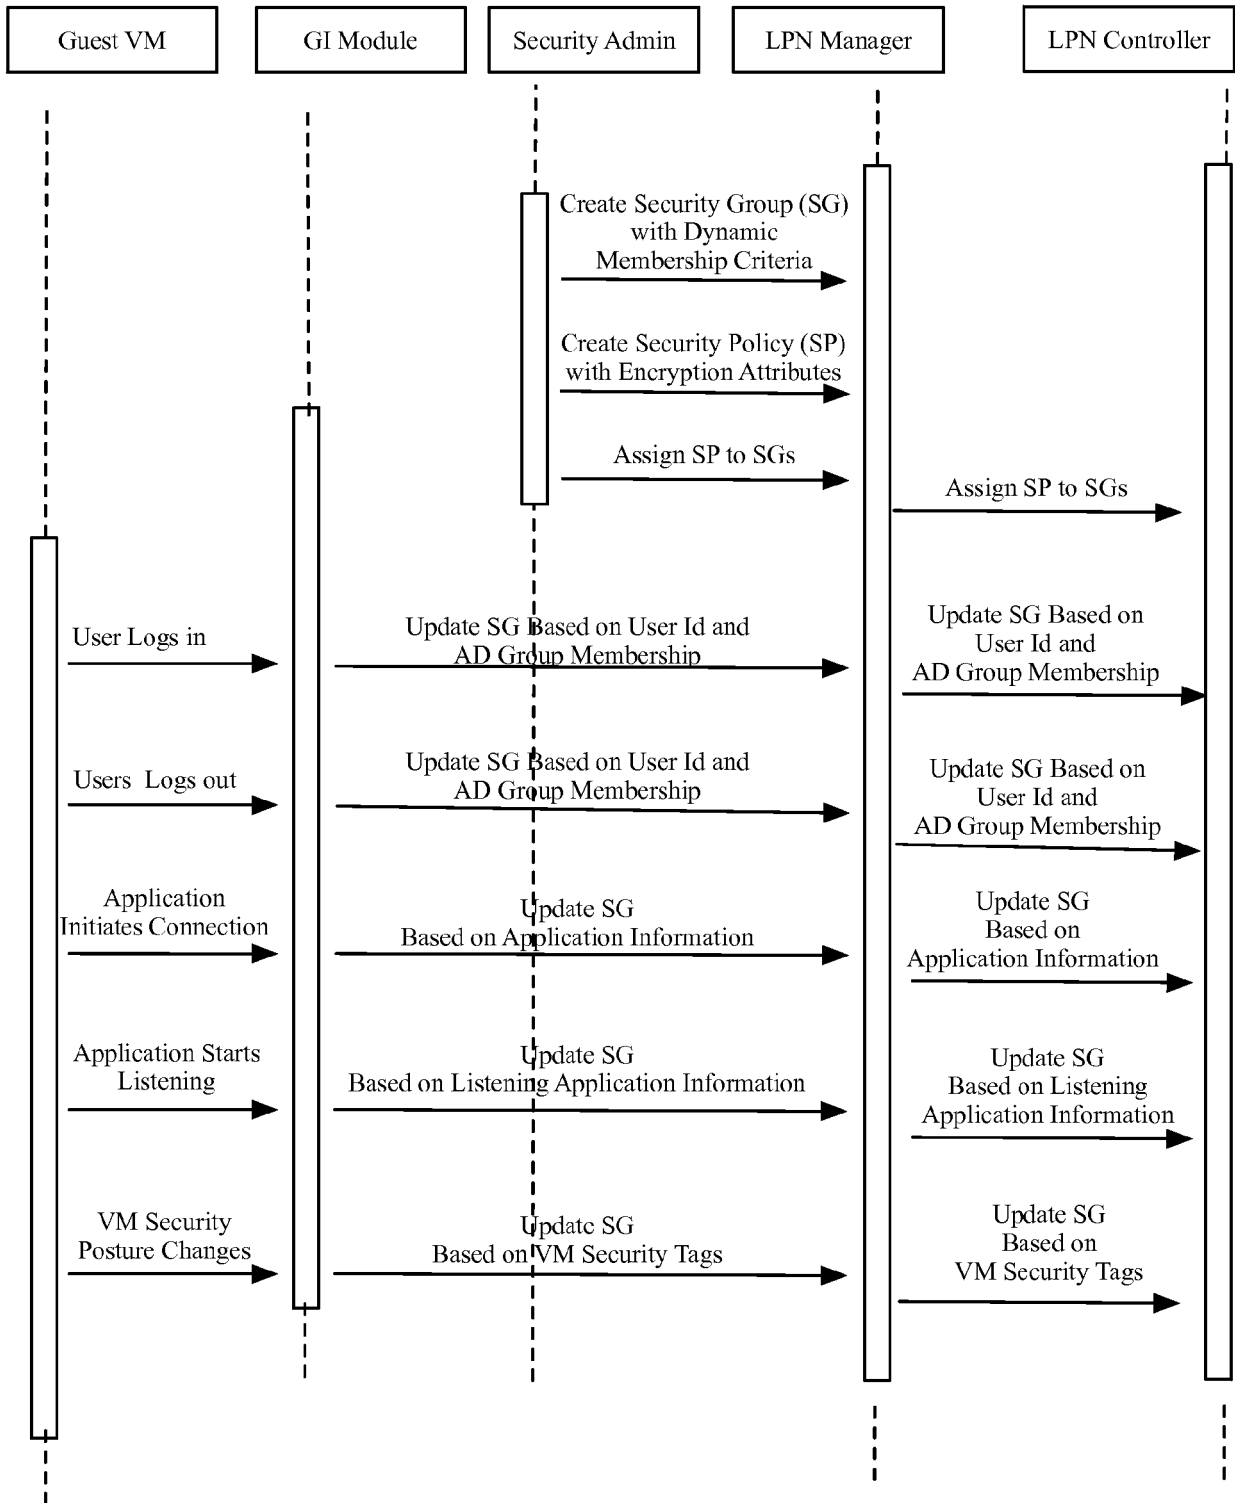 Guest VM
GI Module
Security Admin
LPN Manager
LPN Controller
Create Security Group (SG)
with Dynamic
Membership Criteria
Create Security Policy (SP)
with Encryption Attributes
Assign SP to SGs
Assign SP to SGs
User Logs in
Update SG Based on User Id and
AD Group Membership
Update SG Based on
User Id and
AD Group Membership
Users Logs out
Update SG Based on User Id and
AD Group Membership
Update SG Based on
User Id and
AD Group Membership
Application
Initiates Connection
Update SG
Based on Application Information
Update SG
Based on
Application Information
Application Starts
Listening
Update SG
Based on Listening Application Information
Update SG
Based on Listening
Application Information
VM Security
Posture Changes
Update SG
Based on VM Security Tags
Update SG
Based on
VM Security Tags